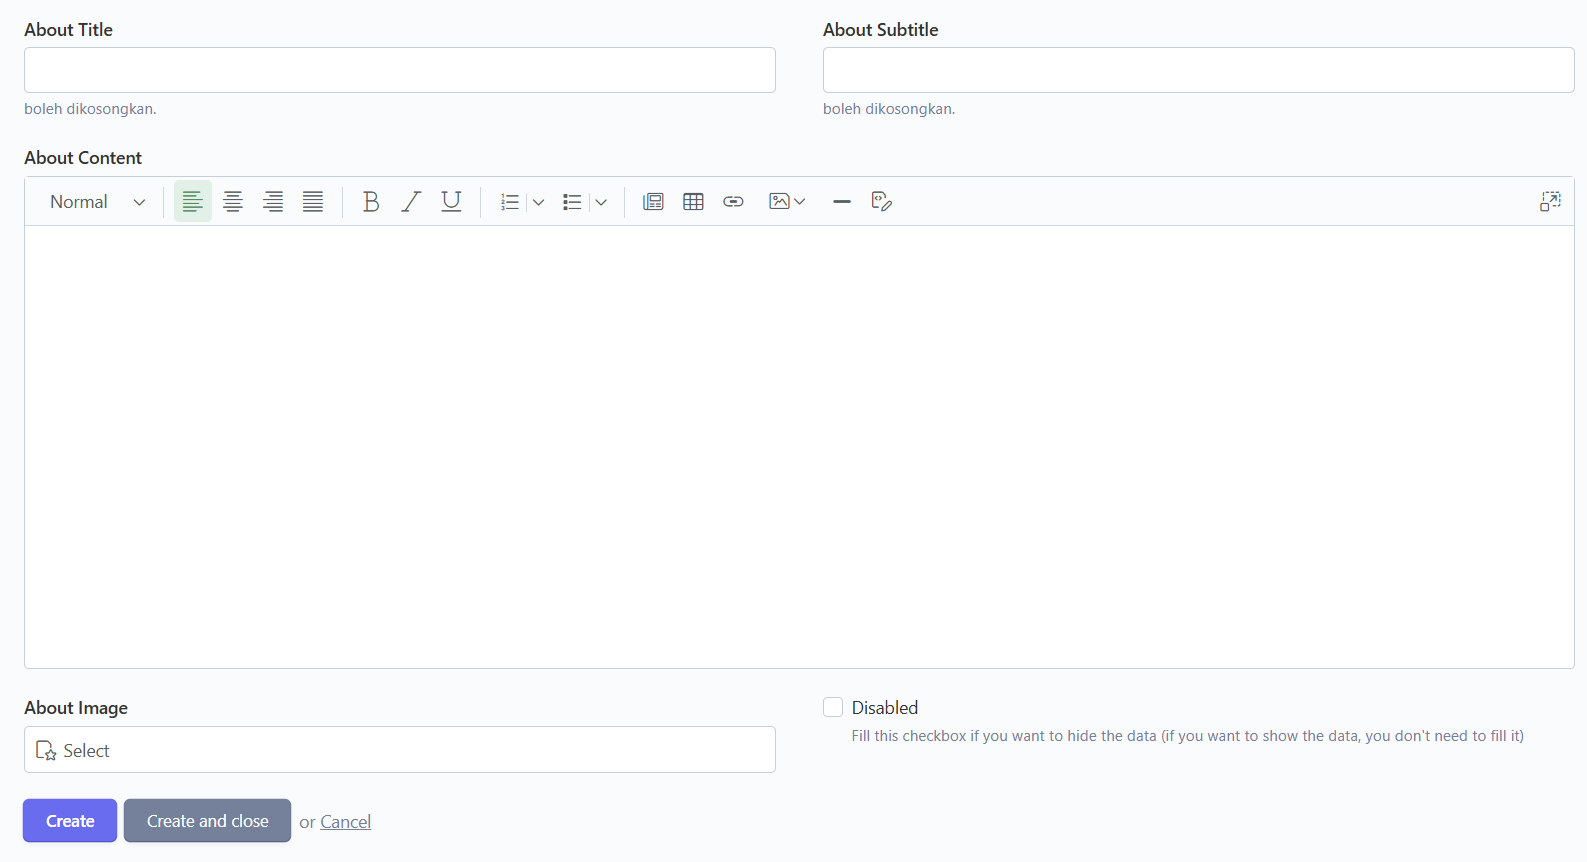 About Title
About Subtitle
boleh dikosongkan.
boleh dikosongkan.
About Content
Normal
About Image
Disabled
Fill this checkbox if you want to hide the data (if you want to show the data, you don't need to fill it)
Select
Create
Create and close
or Cancel